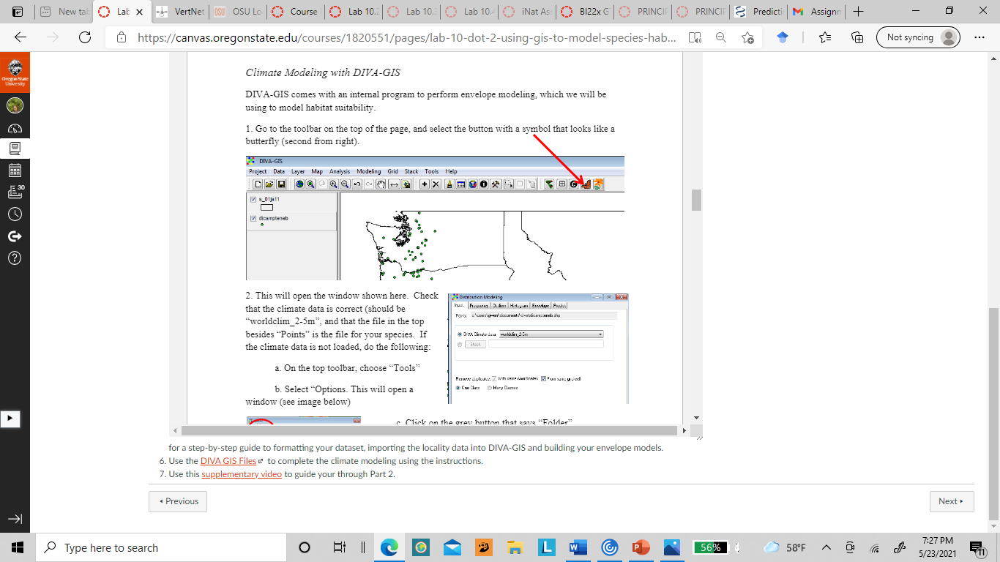 Lab
New tab
VertNet
OSU Lo
Course
Lab 10.2
Lab 10.
Lab 10.
iNat Ass
BI22x G
PRINCIP
PRINCIP
Predicti
Assignm
https://canvas.oregonstate.edu/courses/1820551/pages/lab-10-dot-2-using-gis-to-model-species-hab...
Not syncing
Oregon State
University
30
Climate Modeling with DIVA-GIS
DIVA-GIS comes with an internal program to perform envelope modeling, which we will be
using to model habitat suitability.
1. Go to the toolbar on the top of the page, and select the button with a symbol that looks like a
butterfly (second from right).
DIVA-GIS
Project Data Layer Map Analysis Modeling Grid Stack Tools Help
s_01ja11
dicampteneb
2. This will open the window shown here. Check
that the climate data is correct (should be
“worldclim_2-5m”, and that the file in the top
besides “Points” is the file for your species. If
the climate data is not loaded, do the following:
a. On the top toolbar, choose “Tools”
b. Select “Options. This will open a
window (see image below)
Distribution Modeling
Input Frequency Outliers Histogram Envelope Predict
Points c:\users\gwen\documents\diva\dicampteneb.shp
DIVA Climate data worldclim_2-5m
Stack
Remove duplicates: With same coordinates From same grid cell
One Class Many Classes
c. Click on the grey button that says “Folder”
for a step-by-step guide to formatting your dataset, importing the locality data into DIVA-GIS and building your envelope models.
6. Use the DIVA GIS Files to complete the climate modeling using the instructions.
7. Use this supplementary video to guide your through Part 2.
Previous
Next
Type here to search
56%
58°F
7:27 PM
5/23/2021
11